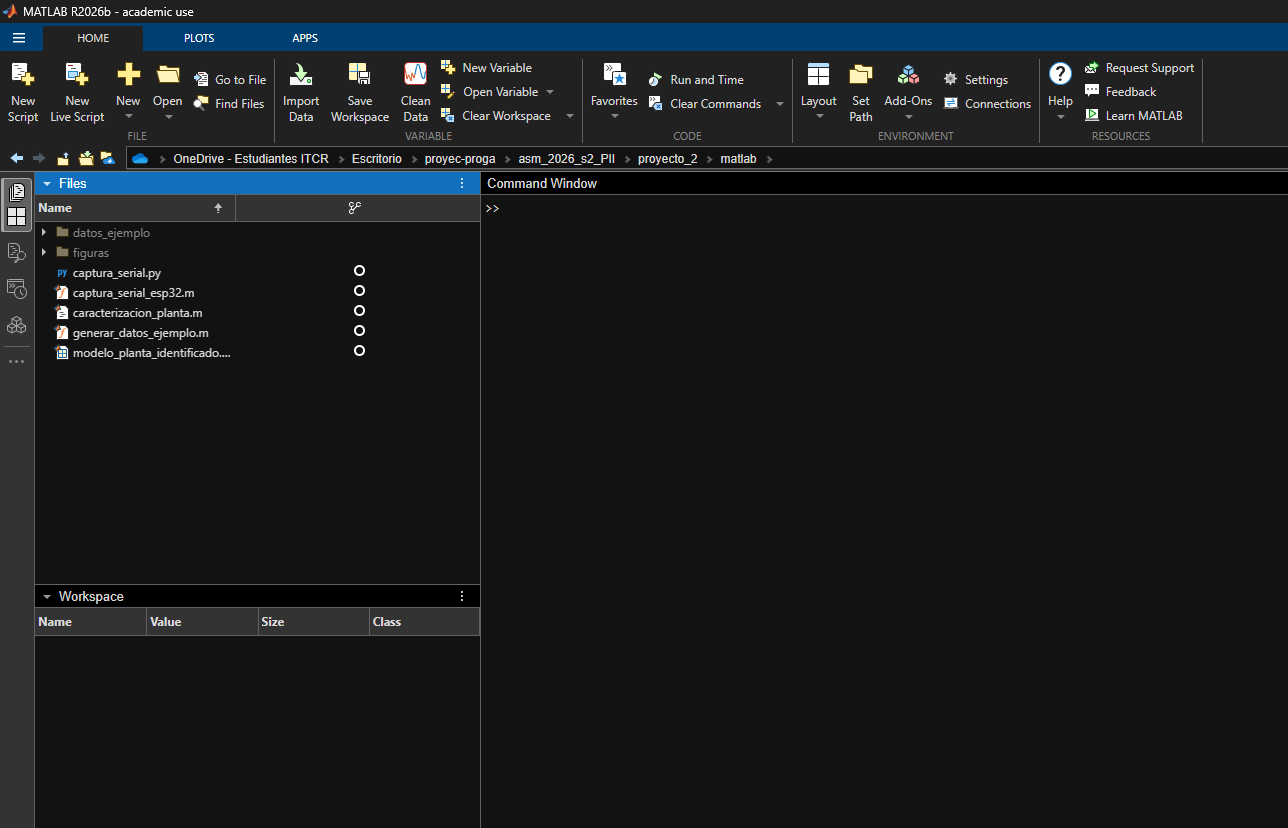 MATLAB R2026b - academic use
HOME PLOTS APPS
New Script
New Live Script
New
Open
Go to File
Find Files
FILE
Import Data
Save Workspace
Clean Data
New Variable
Open Variable
Clear Workspace
VARIABLE
Favorites
Run and Time
Clear Commands
CODE
Layout
Set Path
Add-Ons
Settings
Connections
ENVIRONMENT
Help
Request Support
Feedback
Learn MATLAB
RESOURCES
OneDrive - Estudiantes ITCR › Escritorio › proyec-proga › asm_2026_s2_PII › proyecto_2 › matlab ›
Files
Name
datos_ejemplo
figuras
py captura_serial.py
captura_serial_esp32.m
caracterizacion_planta.m
generar_datos_ejemplo.m
modelo_planta_identificado....
Workspace
Name Value Size Class
Command Window
>>